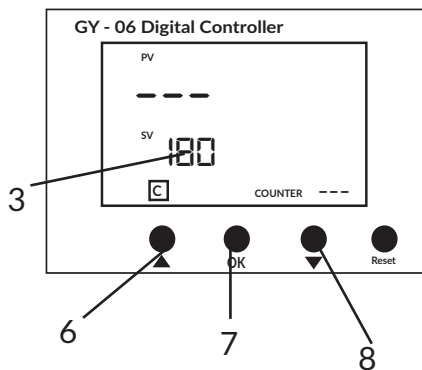 GY - 06 Digital Controller
PV
---
SV
180
3
C
COUNTER ---
▲
OK
▼
Reset
6
7
8